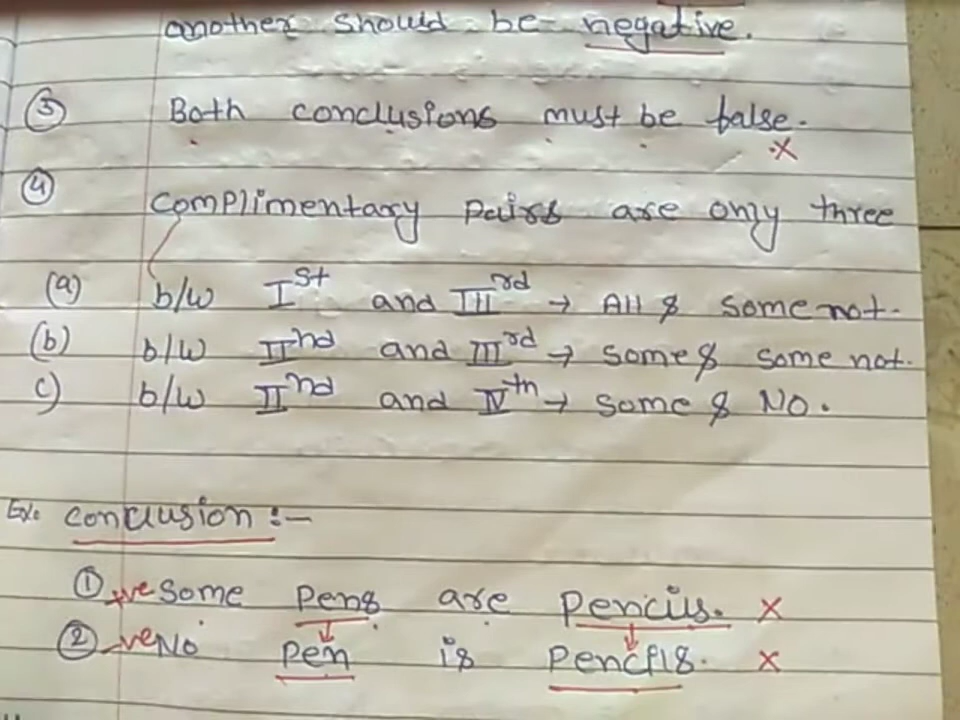 another should be negative.
③ Both conclusions must be false.
x
④ Complimentary pairs are only three
(a) b/w Ist and IIIrd → All & some not.
(b) b/w IInd and IIIrd → some & some not.
c) b/w IInd and IVth → some & No.
Ex. Conclusion :-
① +ve Some Pens are Pencils. x
② -ve No Pen is Pencils. x